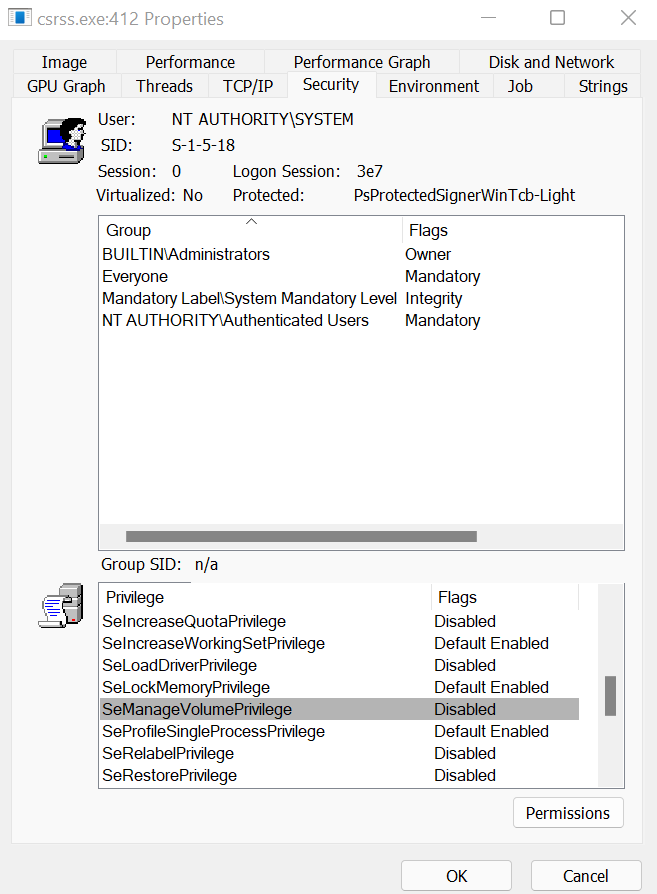 csrss.exe:412 Properties
Image Performance Performance Graph Disk and Network
GPU Graph Threads TCP/IP Security Environment Job Strings
User: NT AUTHORITY\SYSTEM
SID: S-1-5-18
Session: 0 Logon Session: 3e7
Virtualized: No Protected: PsProtectedSignerWinTcb-Light
Group Flags
BUILTIN\Administrators Owner
Everyone Mandatory
Mandatory Label\System Mandatory Level Integrity
NT AUTHORITY\Authenticated Users Mandatory
Group SID: n/a
Privilege Flags
SeIncreaseQuotaPrivilege Disabled
SeIncreaseWorkingSetPrivilege Default Enabled
SeLoadDriverPrivilege Disabled
SeLockMemoryPrivilege Default Enabled
SeManageVolumePrivilege Disabled
SeProfileSingleProcessPrivilege Default Enabled
SeRelabelPrivilege Disabled
SeRestorePrivilege Disabled
Permissions
OK Cancel